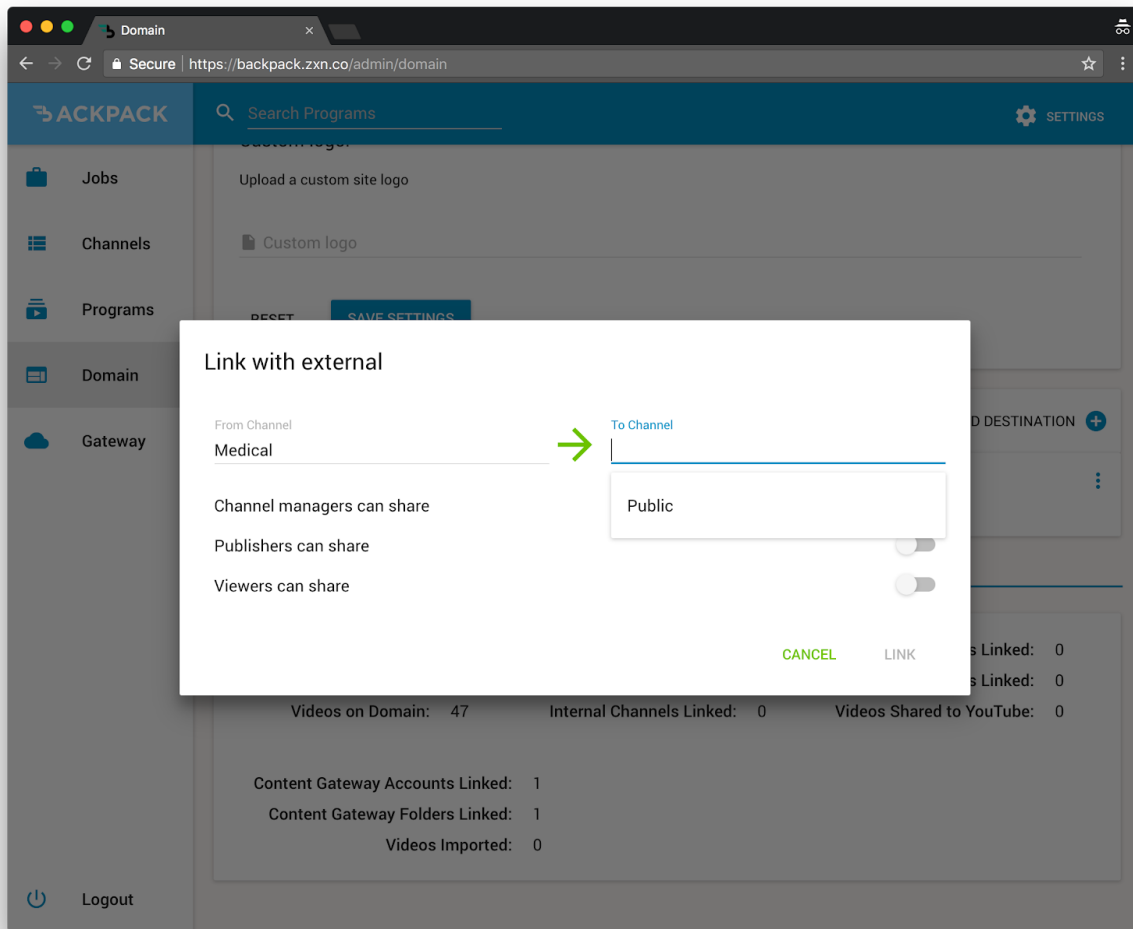 Domain
Secure | https://backpack.zxn.co/admin/domain
BACKPACK
Search Programs
SETTINGS
Custom logo
Upload a custom site logo
Custom logo
RESET
SAVE SETTINGS
Jobs
Channels
Programs
Domain
Gateway
Logout
Link with external
From Channel
Medical
To Channel
Public
Channel managers can share
Publishers can share
Viewers can share
CANCEL
LINK
D DESTINATION
s Linked: 0
s Linked: 0
Videos on Domain: 47
Internal Channels Linked: 0
Videos Shared to YouTube: 0
Content Gateway Accounts Linked: 1
Content Gateway Folders Linked: 1
Videos Imported: 0